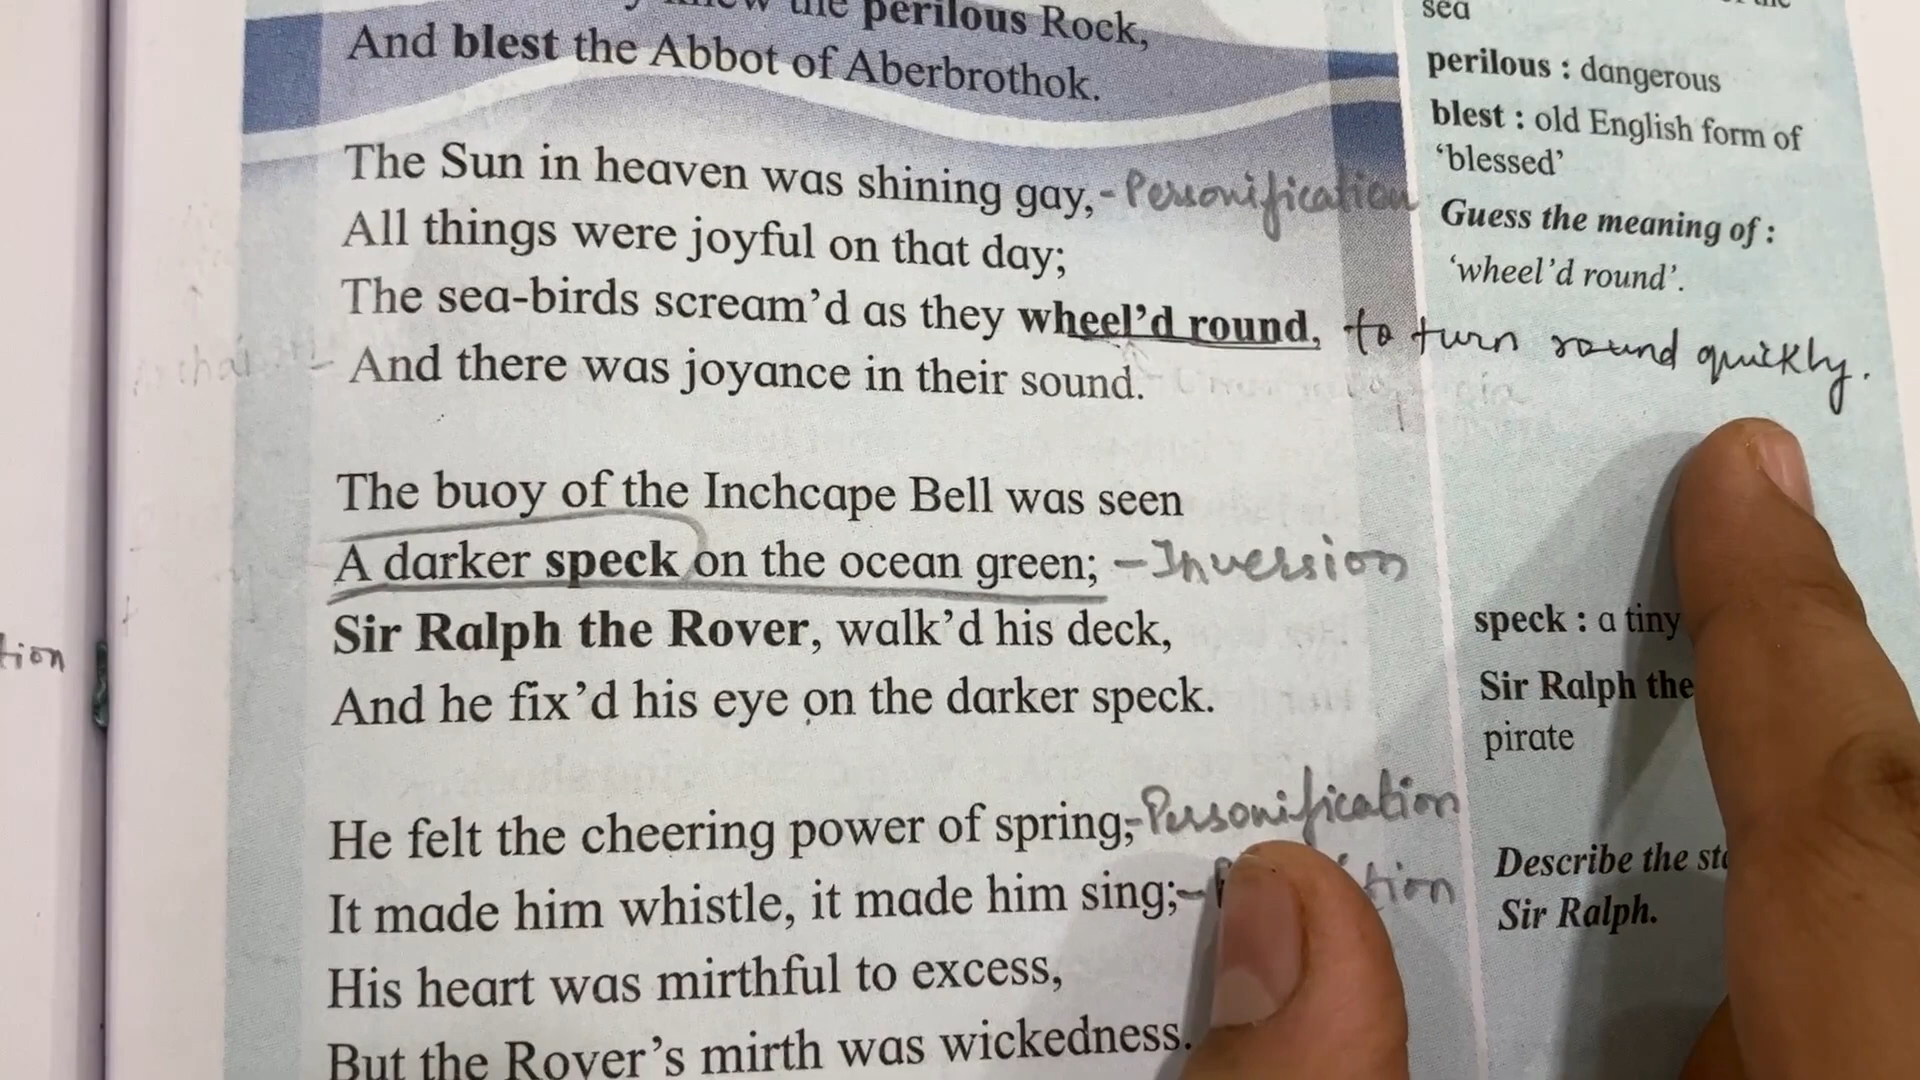 the perilous Rock,
And blest the Abbot of Aberbrothok.
The Sun in heaven was shining gay, - Personification
All things were joyful on that day;
The sea-birds scream’d as they wheel’d round, to turn round quickly.
And there was joyance in their sound.
The buoy of the Inchcape Bell was seen
A darker speck on the ocean green; - Inversion
Sir Ralph the Rover, walk’d his deck,
And he fix’d his eye on the darker speck.
He felt the cheering power of spring, - Personification
It made him whistle, it made him sing; - tion
His heart was mirthful to excess,
But the Rover’s mirth was wickedness.
sea
perilous : dangerous
blest : old English form of
‘blessed’
Guess the meaning of :
‘wheel’d round’.
speck : a tiny
Sir Ralph the
pirate
Describe the
Sir Ralph.
tion